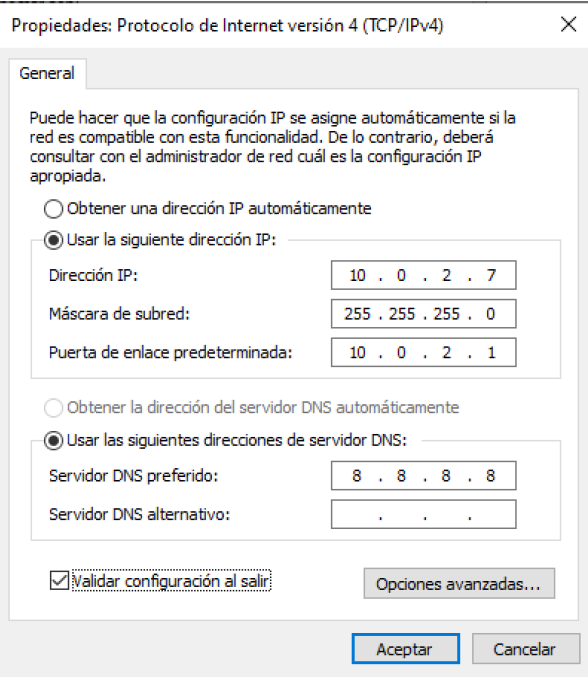 Propiedades: Protocolo de Internet versión 4 (TCP/IPv4)
General
Puede hacer que la configuración IP se asigne automáticamente si la
red es compatible con esta funcionalidad. De lo contrario, deberá
consultar con el administrador de red cuál es la configuración IP
apropiada.
Obtener una dirección IP automáticamente
Usar la siguiente dirección IP:
Dirección IP: 10 . 0 . 2 . 7
Máscara de subred: 255 . 255 . 255 . 0
Puerta de enlace predeterminada: 10 . 0 . 2 . 1
Obtener la dirección del servidor DNS automáticamente
Usar las siguientes direcciones de servidor DNS:
Servidor DNS preferido: 8 . 8 . 8 . 8
Servidor DNS alternativo: . . .
Validar configuración al salir
Opciones avanzadas...
Aceptar Cancelar